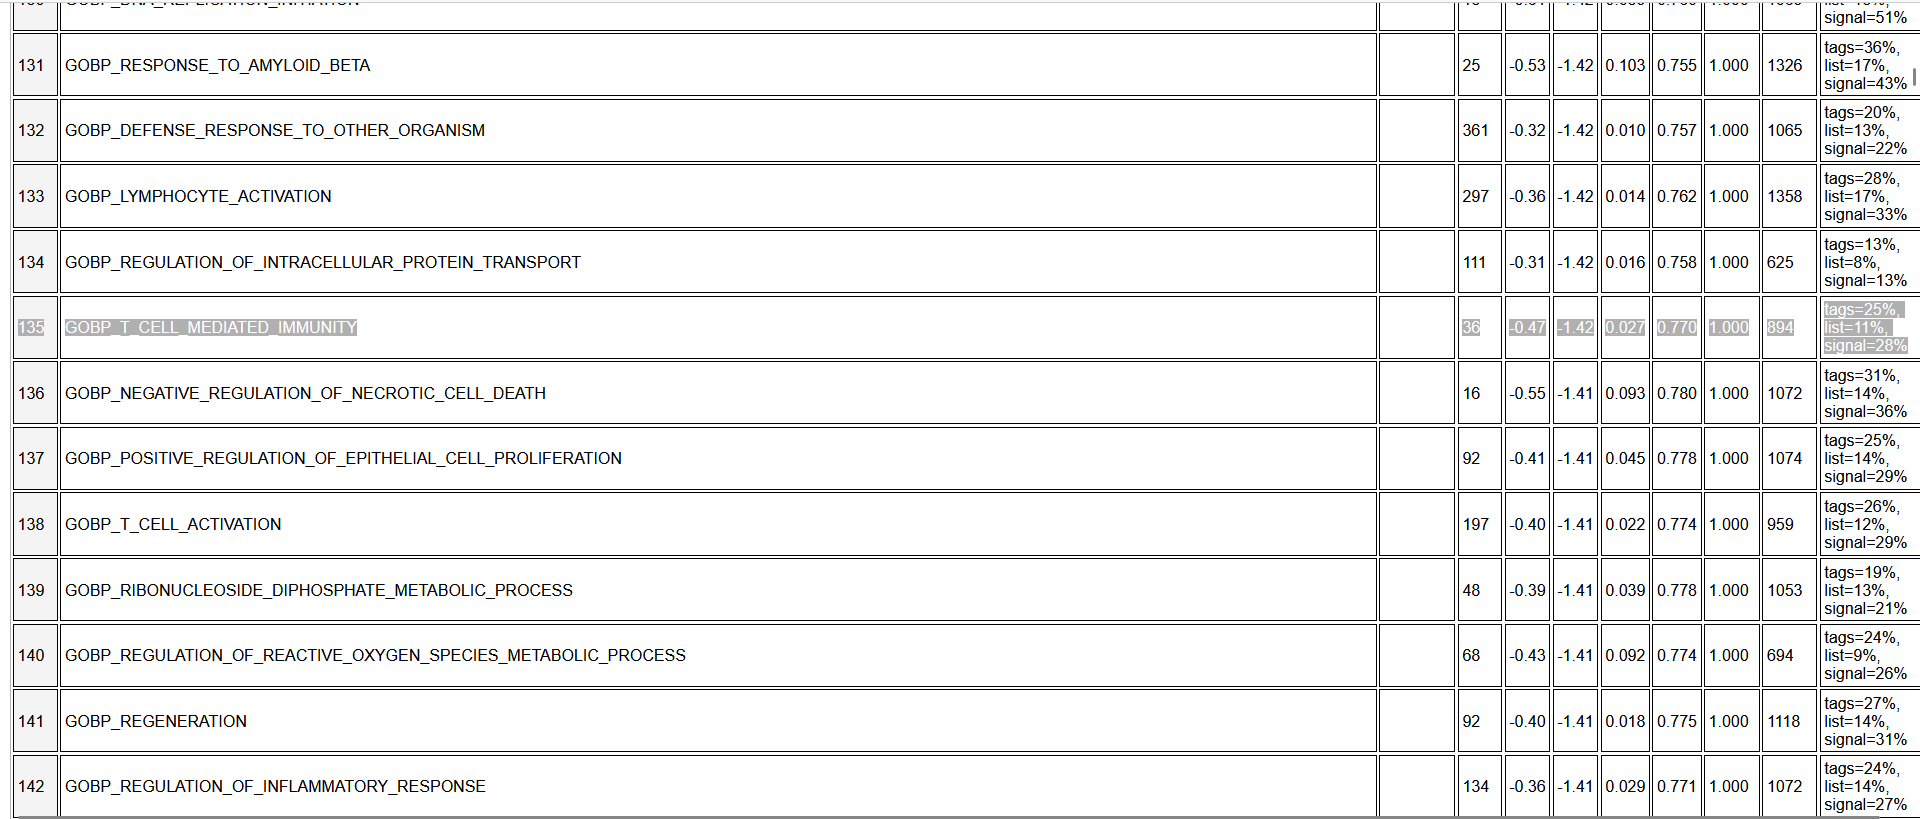 signal=51%
131 GOBP_RESPONSE_TO_AMYLOID_BETA 25 -0.53 -1.42 0.103 0.755 1.000 1326 tags=36%, list=17%, signal=43%
132 GOBP_DEFENSE_RESPONSE_TO_OTHER_ORGANISM 361 -0.32 -1.42 0.010 0.757 1.000 1065 tags=20%, list=13%, signal=22%
133 GOBP_LYMPHOCYTE_ACTIVATION 297 -0.36 -1.42 0.014 0.762 1.000 1358 tags=28%, list=17%, signal=33%
134 GOBP_REGULATION_OF_INTRACELLULAR_PROTEIN_TRANSPORT 111 -0.31 -1.42 0.016 0.758 1.000 625 tags=13%, list=8%, signal=13%
135 GOBP_T_CELL_MEDIATED_IMMUNITY 36 -0.47 -1.42 0.027 0.770 1.000 894 tags=25%, list=11%, signal=28%
136 GOBP_NEGATIVE_REGULATION_OF_NECROTIC_CELL_DEATH 16 -0.55 -1.41 0.093 0.780 1.000 1072 tags=31%, list=14%, signal=36%
137 GOBP_POSITIVE_REGULATION_OF_EPITHELIAL_CELL_PROLIFERATION 92 -0.41 -1.41 0.045 0.778 1.000 1074 tags=25%, list=14%, signal=29%
138 GOBP_T_CELL_ACTIVATION 197 -0.40 -1.41 0.022 0.774 1.000 959 tags=26%, list=12%, signal=29%
139 GOBP_RIBONUCLEOSIDE_DIPHOSPHATE_METABOLIC_PROCESS 48 -0.39 -1.41 0.039 0.778 1.000 1053 tags=19%, list=13%, signal=21%
140 GOBP_REGULATION_OF_REACTIVE_OXYGEN_SPECIES_METABOLIC_PROCESS 68 -0.43 -1.41 0.092 0.774 1.000 694 tags=24%, list=9%, signal=26%
141 GOBP_REGENERATION 92 -0.40 -1.41 0.018 0.775 1.000 1118 tags=27%, list=14%, signal=31%
142 GOBP_REGULATION_OF_INFLAMMATORY_RESPONSE 134 -0.36 -1.41 0.029 0.771 1.000 1072 tags=24%, list=14%, signal=27%